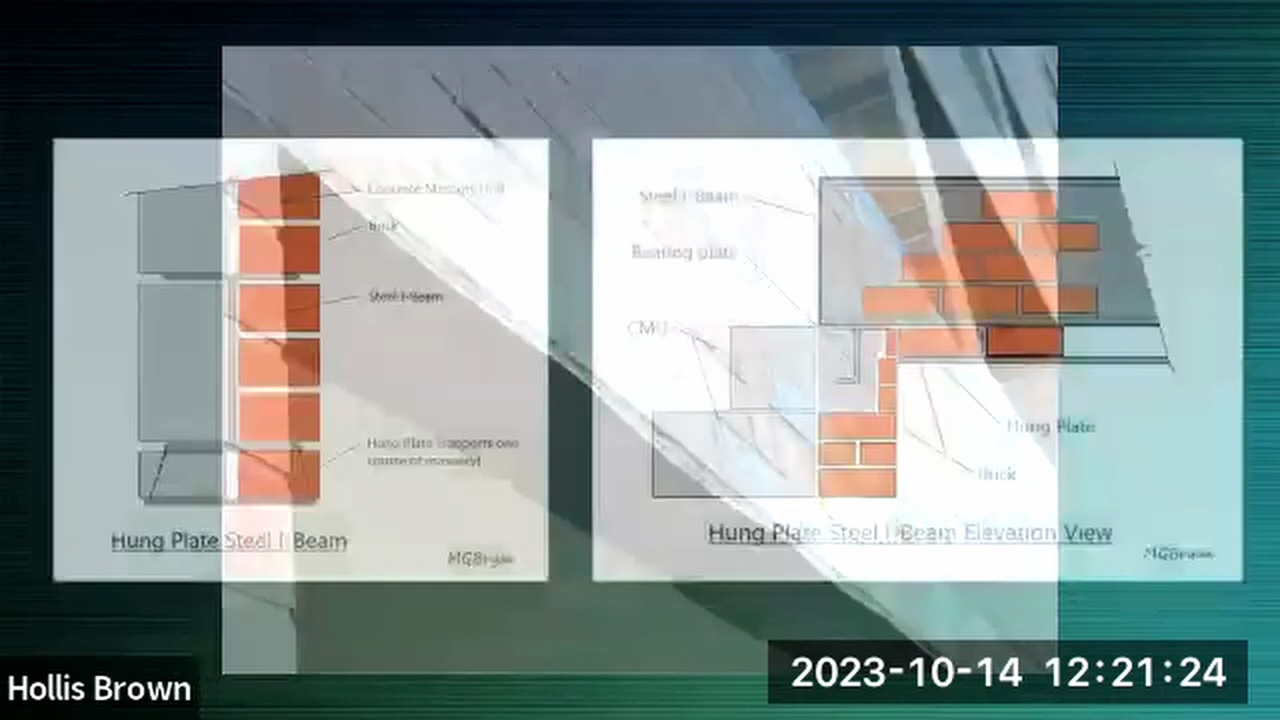 Concrete Masonry Unit
Brick
Steel I-Beam
Hung Plate (supports one
course of masonry)
Hung Plate Steel I-Beam
MGBryan
Steel I-Beam
Bearing plate
CMU
Hung Plate
Brick
Hung Plate Steel I-Beam Elevation View
MGBryan
Hollis Brown
2023-10-14 12:21:24